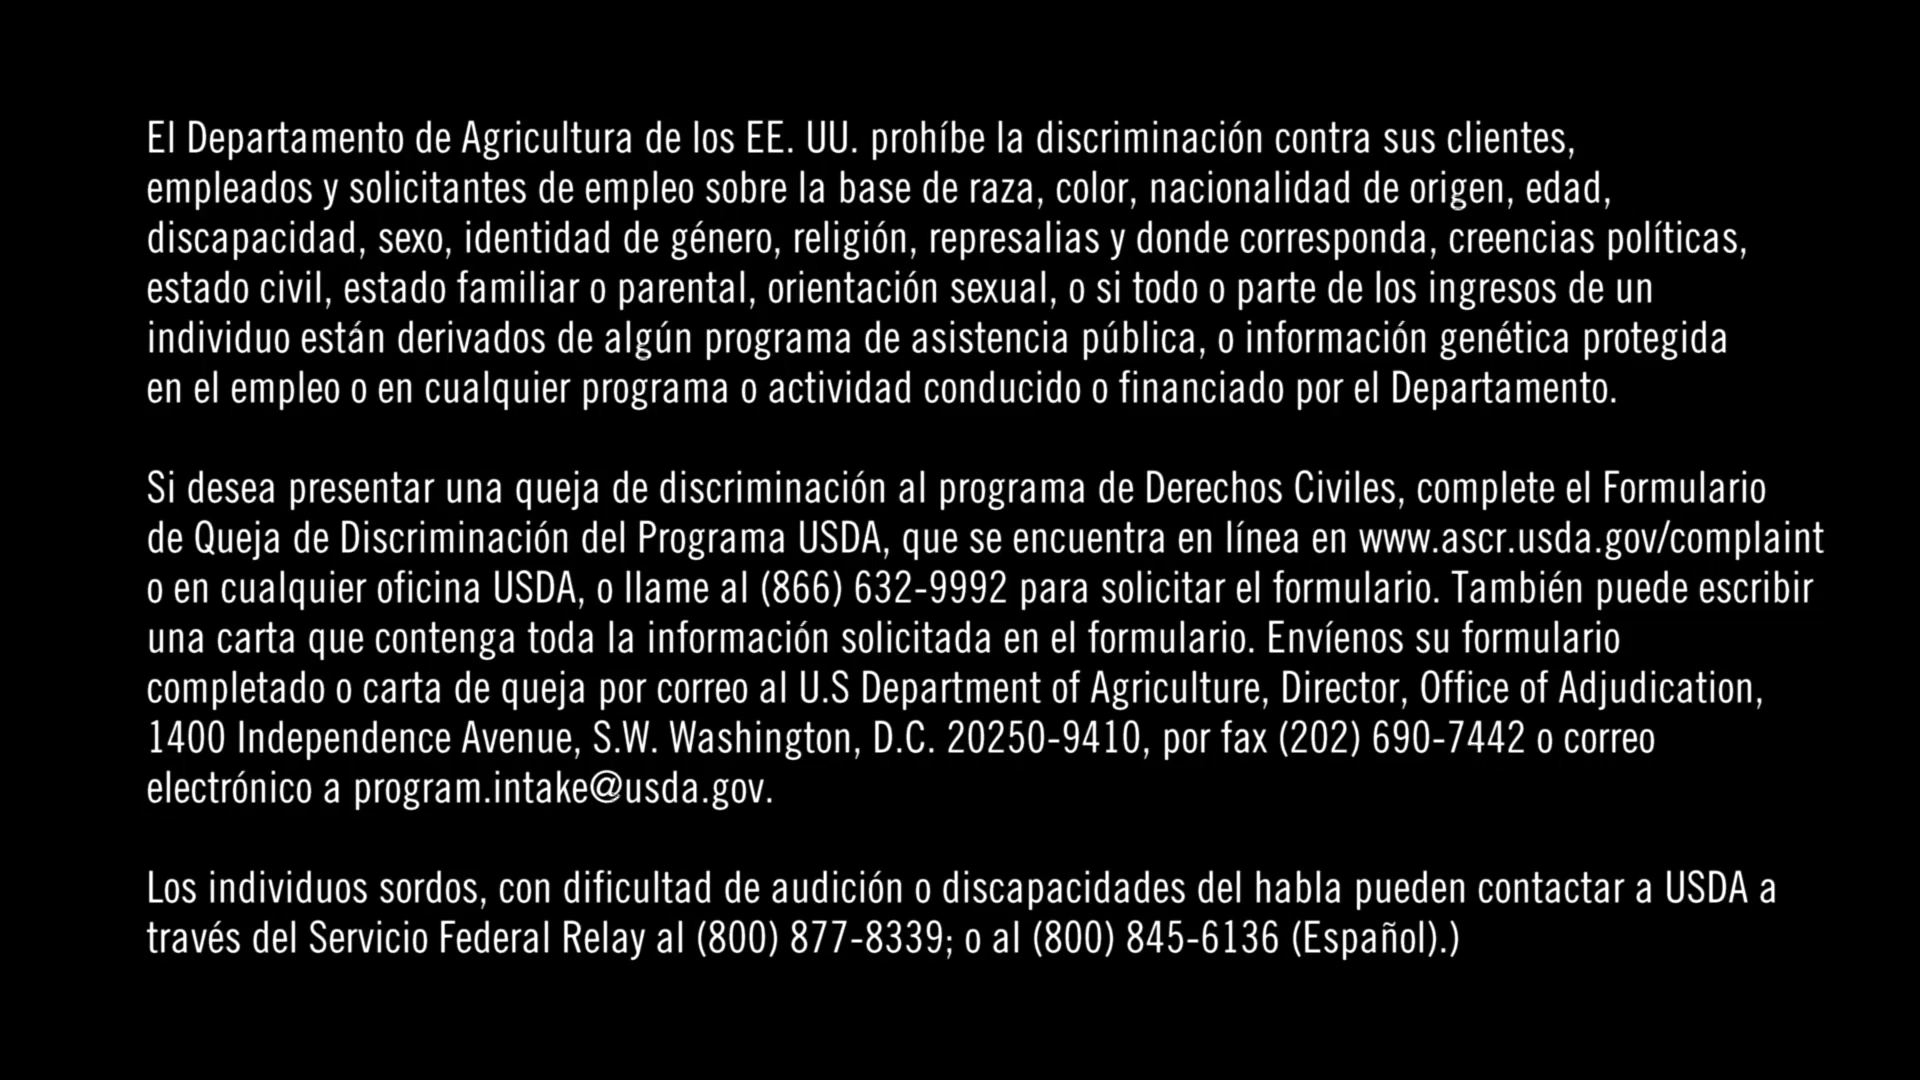 El Departamento de Agricultura de los EE. UU. prohíbe la discriminación contra sus clientes,
empleados y solicitantes de empleo sobre la base de raza, color, nacionalidad de origen, edad,
discapacidad, sexo, identidad de género, religión, represalias y donde corresponda, creencias políticas,
estado civil, estado familiar o parental, orientación sexual, o si todo o parte de los ingresos de un
individuo están derivados de algún programa de asistencia pública, o información genética protegida
en el empleo o en cualquier programa o actividad conducido o financiado por el Departamento.
Si desea presentar una queja de discriminación al programa de Derechos Civiles, complete el Formulario
de Queja de Discriminación del Programa USDA, que se encuentra en línea en www.ascr.usda.gov/complaint
o en cualquier oficina USDA, o llame al (866) 632-9992 para solicitar el formulario. También puede escribir
una carta que contenga toda la información solicitada en el formulario. Envíenos su formulario
completado o carta de queja por correo al U.S Department of Agriculture, Director, Office of Adjudication,
1400 Independence Avenue, S.W. Washington, D.C. 20250-9410, por fax (202) 690-7442 o correo
electrónico a program.intake@usda.gov.
Los individuos sordos, con dificultad de audición o discapacidades del habla pueden contactar a USDA a
través del Servicio Federal Relay al (800) 877-8339; o al (800) 845-6136 (Español).)